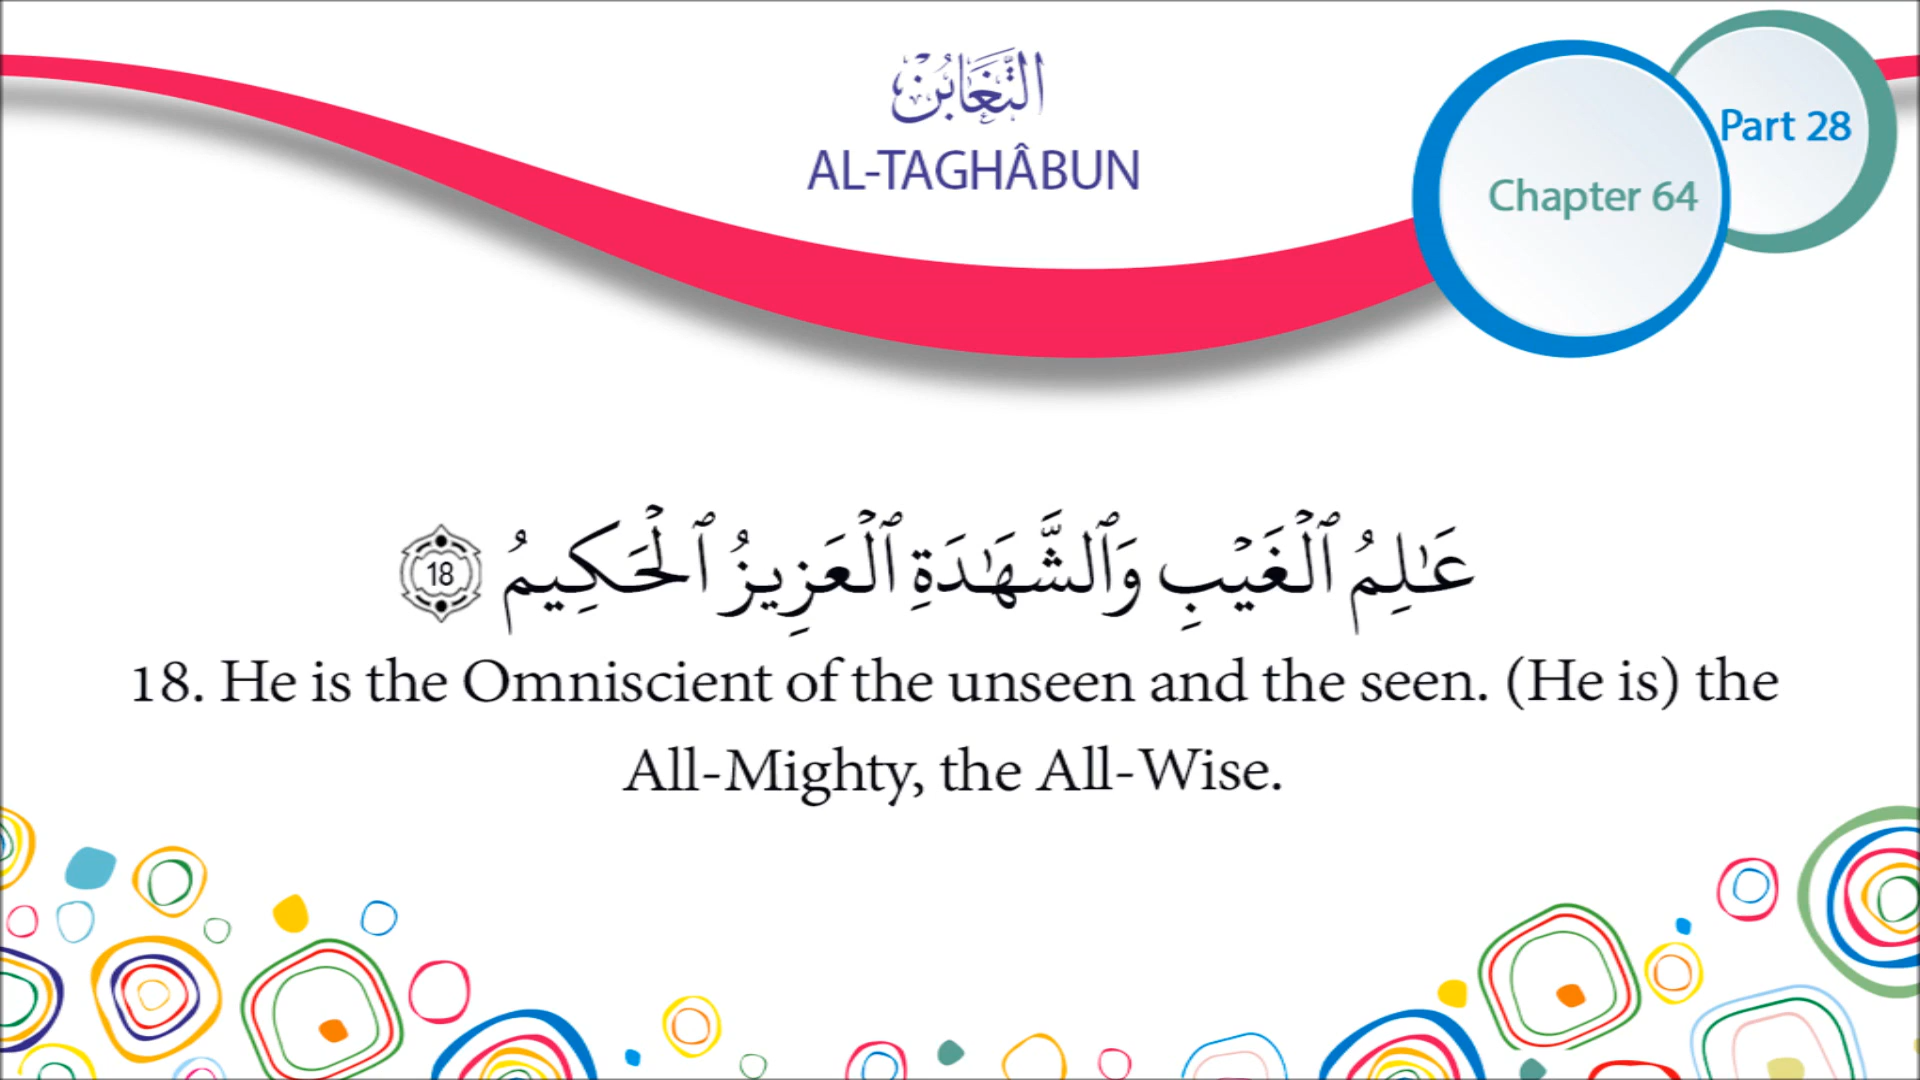 التَّغَابُن
AL-TAGHÂBUN
Part 28
Chapter 64
عَـٰلِمُ ٱلْغَيْبِ وَٱلشَّهَـٰدَةِ ٱلْعَزِيزُ ٱلْحَكِيمُ 18
18. He is the Omniscient of the unseen and the seen. (He is) the
All-Mighty, the All-Wise.